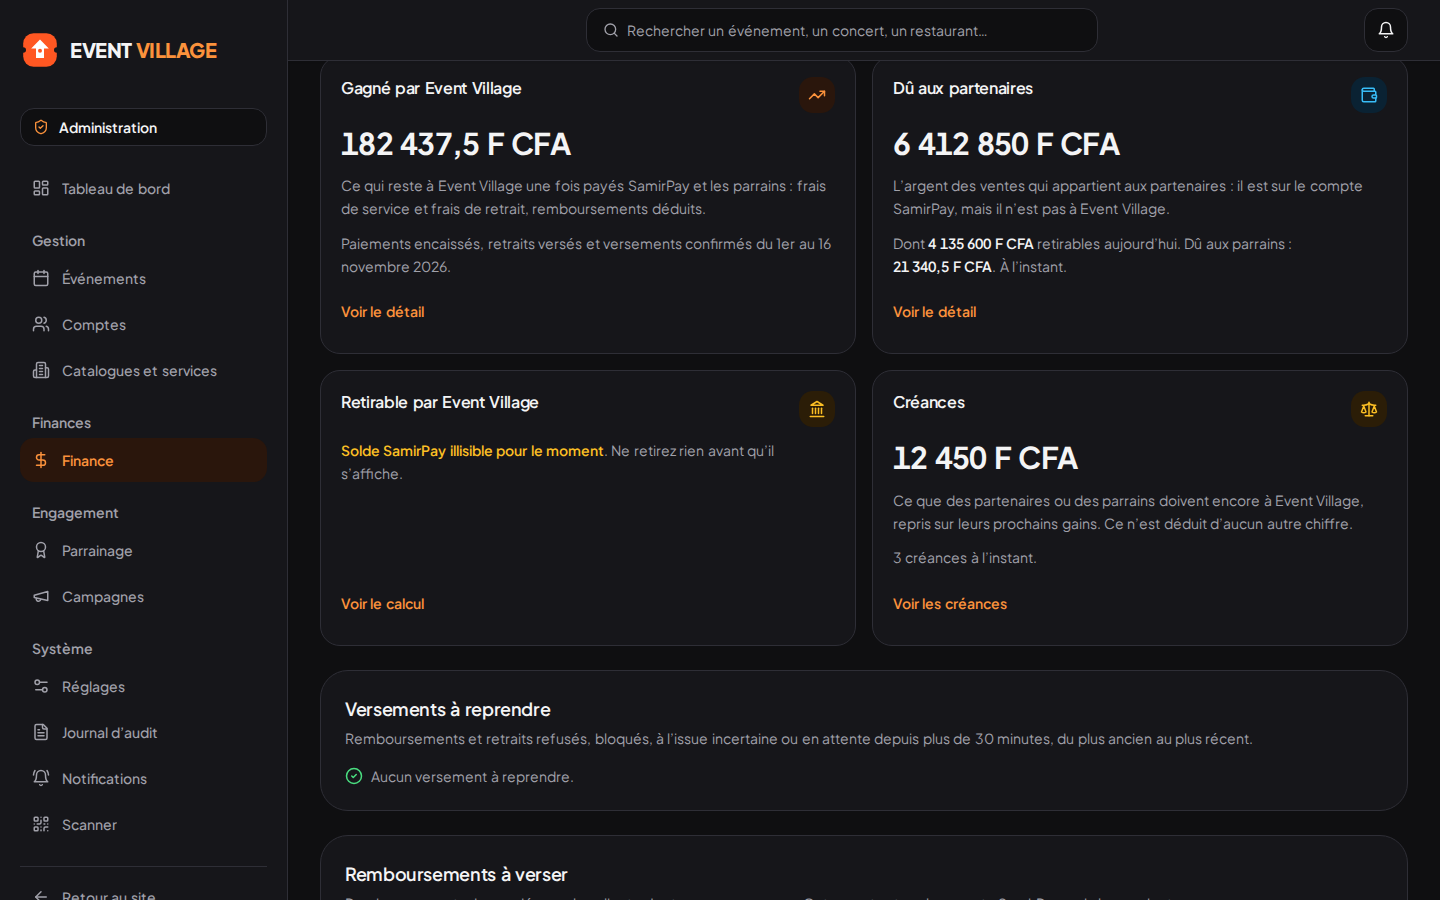 EVENT VILLAGE
Rechercher un événement, un concert, un restaurant…
Administration
Tableau de bord
Gestion
Événements
Comptes
Catalogues et services
Finances
Finance
Engagement
Parrainage
Campagnes
Système
Réglages
Journal d’audit
Notifications
Scanner
Retour au site
Gagné par Event Village
182 437,5 F CFA
Ce qui reste à Event Village une fois payés SamirPay et les parrains : frais
de service et frais de retrait, remboursements déduits.
Paiements encaissés, retraits versés et versements confirmés du 1er au 16
novembre 2026.
Voir le détail
Dû aux partenaires
6 412 850 F CFA
L’argent des ventes qui appartient aux partenaires : il est sur le compte
SamirPay, mais il n’est pas à Event Village.
Dont 4 135 600 F CFA retirables aujourd’hui. Dû aux parrains :
21 340,5 F CFA. À l’instant.
Voir le détail
Retirable par Event Village
Solde SamirPay illisible pour le moment. Ne retirez rien avant qu’il
s’affiche.
Voir le calcul
Créances
12 450 F CFA
Ce que des partenaires ou des parrains doivent encore à Event Village,
repris sur leurs prochains gains. Ce n’est déduit d’aucun autre chiffre.
3 créances à l’instant.
Voir les créances
Versements à reprendre
Remboursements et retraits refusés, bloqués, à l’issue incertaine ou en attente depuis plus de 30 minutes, du plus ancien au plus récent.
Aucun versement à reprendre.
Remboursements à verser